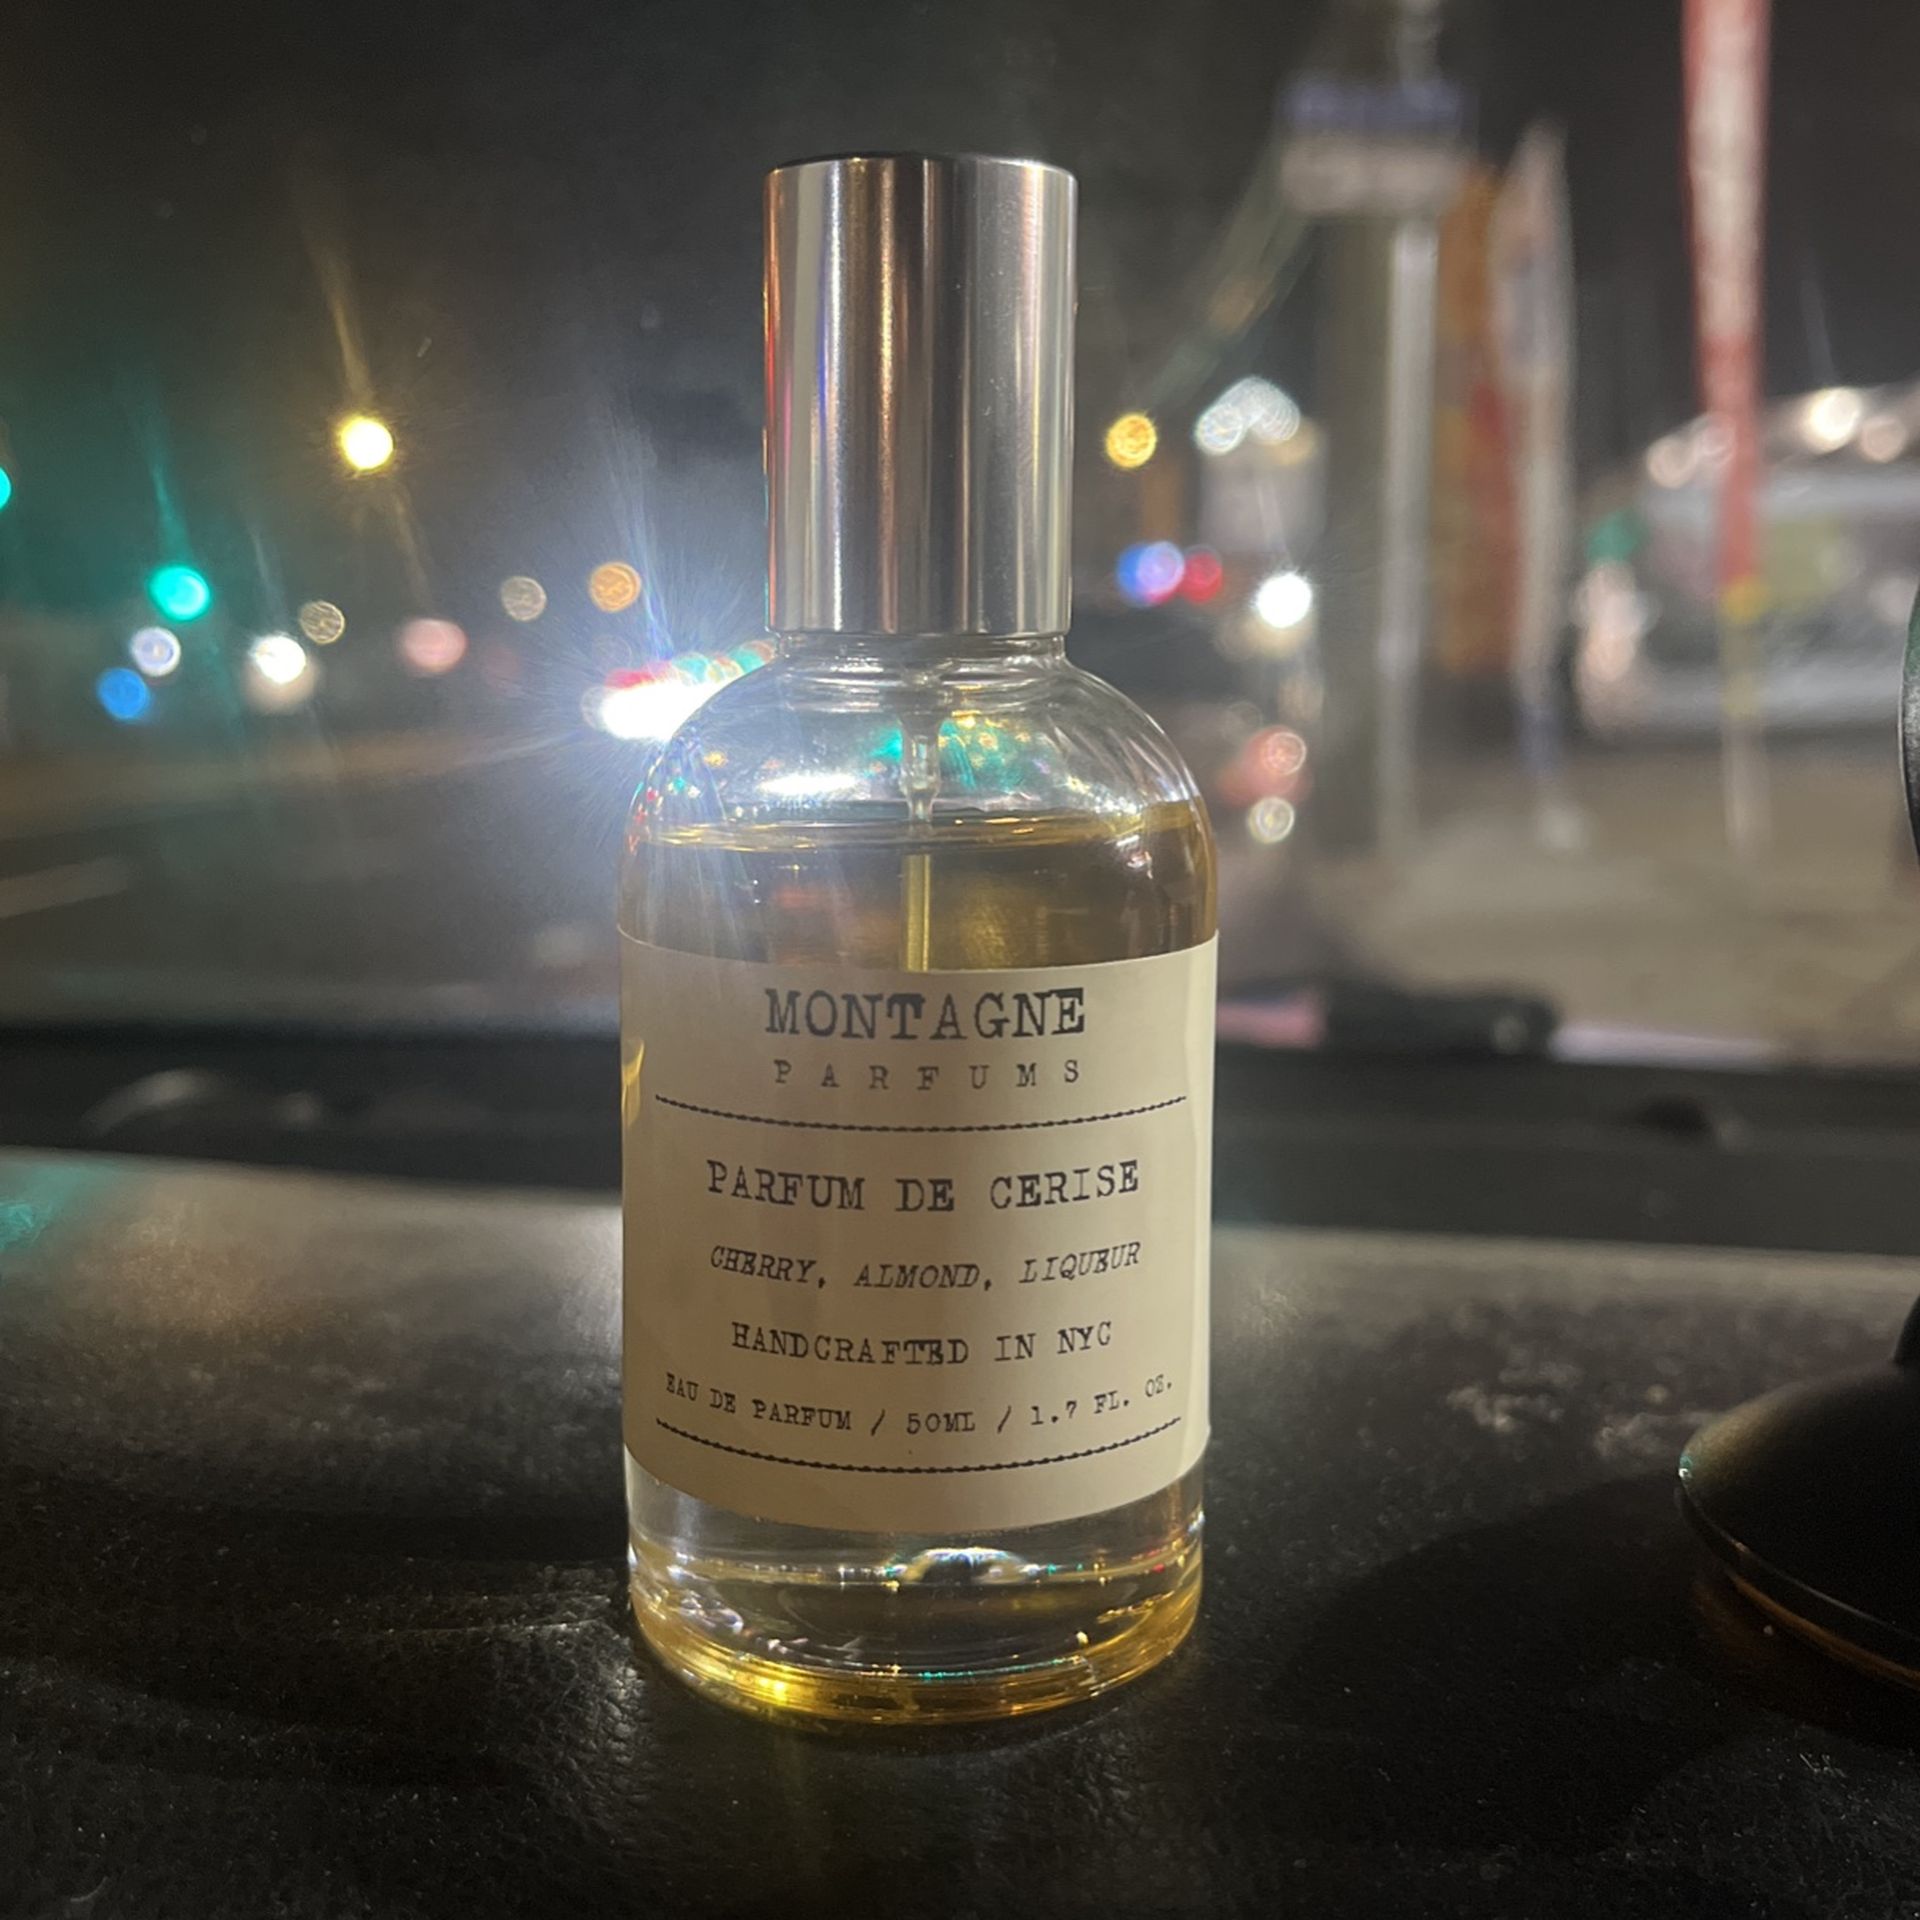 MONTAGNE
PARFUMS
PARFUM DE CERISE
CHERRY, ALMOND, LIQUEUR
HANDCRAFTED IN NYC
EAU DE PARFUM / 50ML / 1.7 FL. OZ.